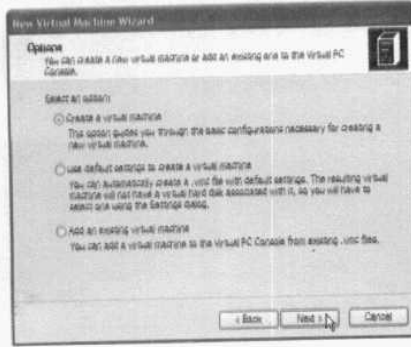 New Virtual Machine Wizard
Options
You can create a new virtual machine or add an existing one to the Virtual PC
Console.
Select an option:
Create a virtual machine
This option guides you through the basic configurations necessary for creating a
new virtual machine.
Use default settings to create a virtual machine
You can automatically create a .vmc file with default settings. The resulting virtual
machine will not have a virtual hard disk associated with it, so you will have to
select one using the Settings dialog.
Add an existing virtual machine
You can add a virtual machine to the Virtual PC Console from existing .vmc files.
< Back
Next >
Cancel